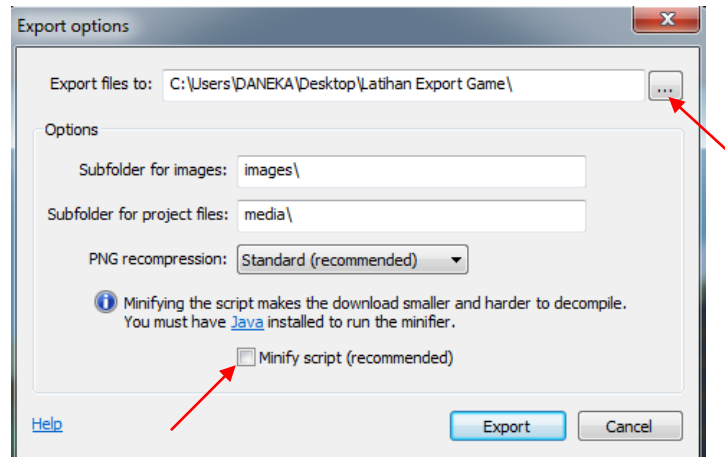 Export options
Export files to: C:\Users\DANEKA\Desktop\Latihan Export Game\ ...
Options
Subfolder for images: images\
Subfolder for project files: media\
PNG recompression: Standard (recommended)
Minifying the script makes the download smaller and harder to decompile.
You must have Java installed to run the minifier.
Minify script (recommended)
Help Export Cancel